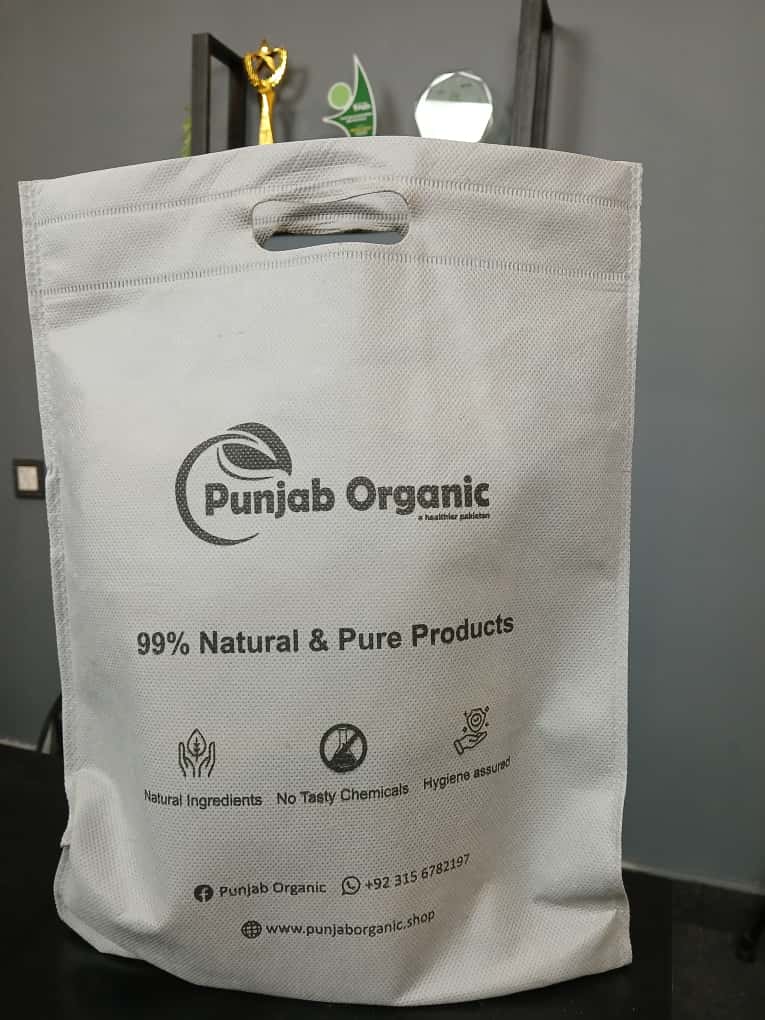 Punjab Organic
a healthier pakistan
99% Natural & Pure Products
Natural Ingredients No Tasty Chemicals Hygiene assured
Punjab Organic +92 315 6782197
www.punjaborganic.shop